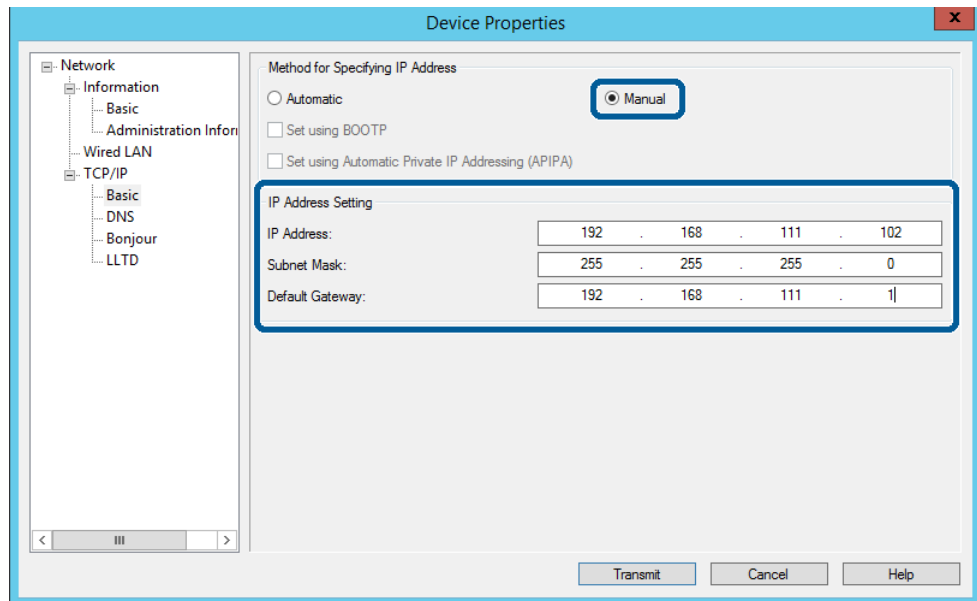 Device Properties
x
Network
Information
Basic
Administration Infor
Wired LAN
TCP/IP
Basic
DNS
Bonjour
LLTD
Method for Specifying IP Address
Automatic
Manual
Set using BOOTP
Set using Automatic Private IP Addressing (APIPA)
IP Address Setting
IP Address: 192 . 168 . 111 . 102
Subnet Mask: 255 . 255 . 255 . 0
Default Gateway: 192 . 168 . 111 . 1
Transmit Cancel Help